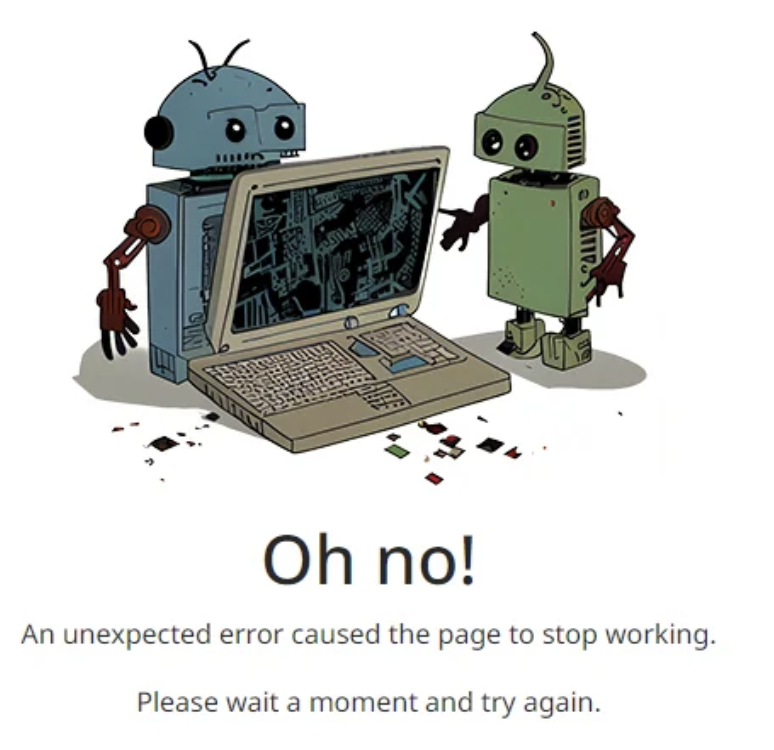 Oh no!
An unexpected error caused the page to stop working.
Please wait a moment and try again.